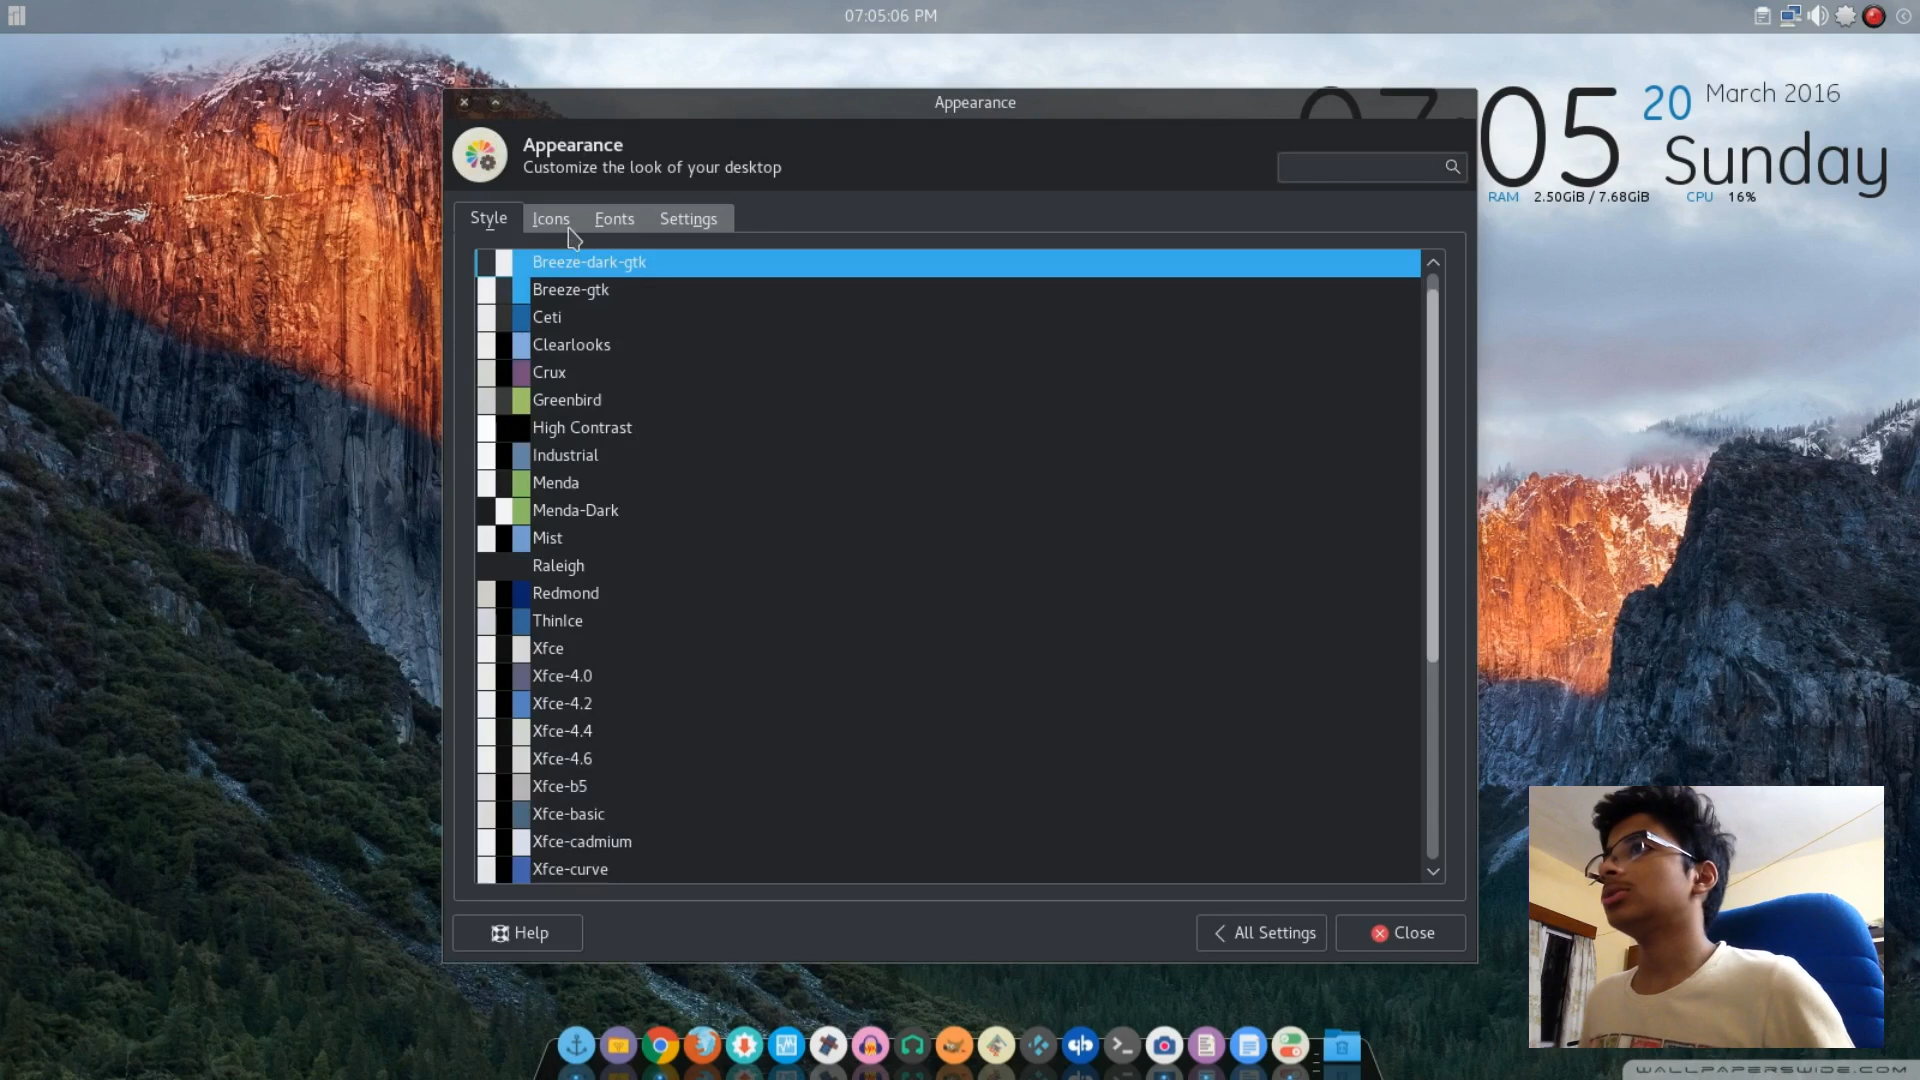 07:05:06 PM
Appearance
Appearance
Customize the look of your desktop
05
20
March 2016
Sunday
RAM 2.50GiB / 7.68GiB CPU 16%
Style
Icons
Fonts
Settings
Breeze-dark-gtk
Breeze-gtk
Ceti
Clearlooks
Crux
Greenbird
High Contrast
Industrial
Menda
Menda-Dark
Mist
Raleigh
Redmond
ThinIce
Xfce
Xfce-4.0
Xfce-4.2
Xfce-4.4
Xfce-4.6
Xfce-b5
Xfce-basic
Xfce-cadmium
Xfce-curve
Help
All Settings
Close
qb
WALLPAPERSWIDE.COM